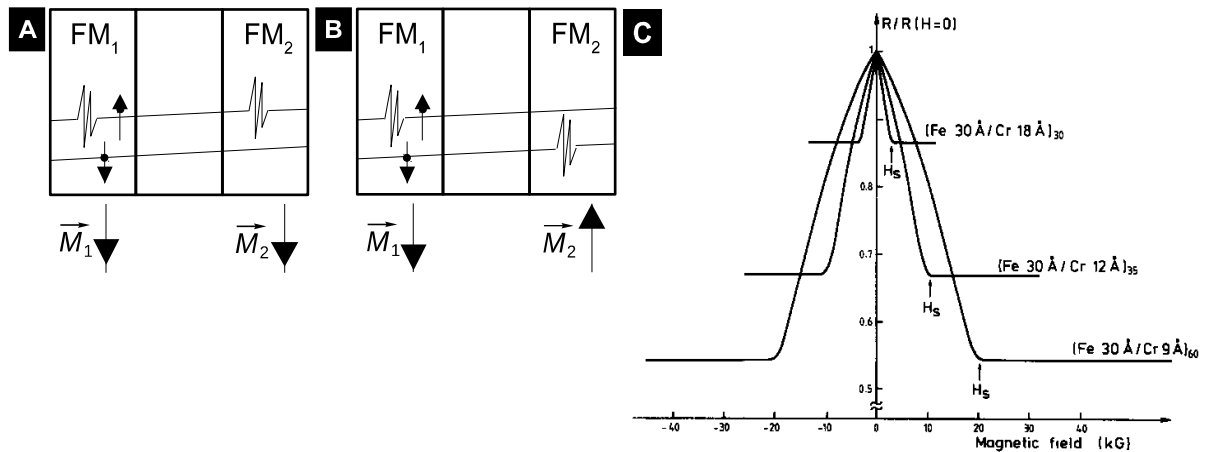 A
FM₁
FM₂
M₁
M₂
B
FM₁
FM₂
M₁
M₂
C
R/R(H=0)
1
0.8
0.7
0.6
0.5
(Fe 30 Å/Cr 18 Å)₃₀
Hs
(Fe 30 Å/Cr 12 Å)₃₅
Hs
(Fe 30 Å/Cr 9 Å)₆₀
Hs
-40 -30 -20 -10 0 10 20 30 40
Magnetic field (kG)